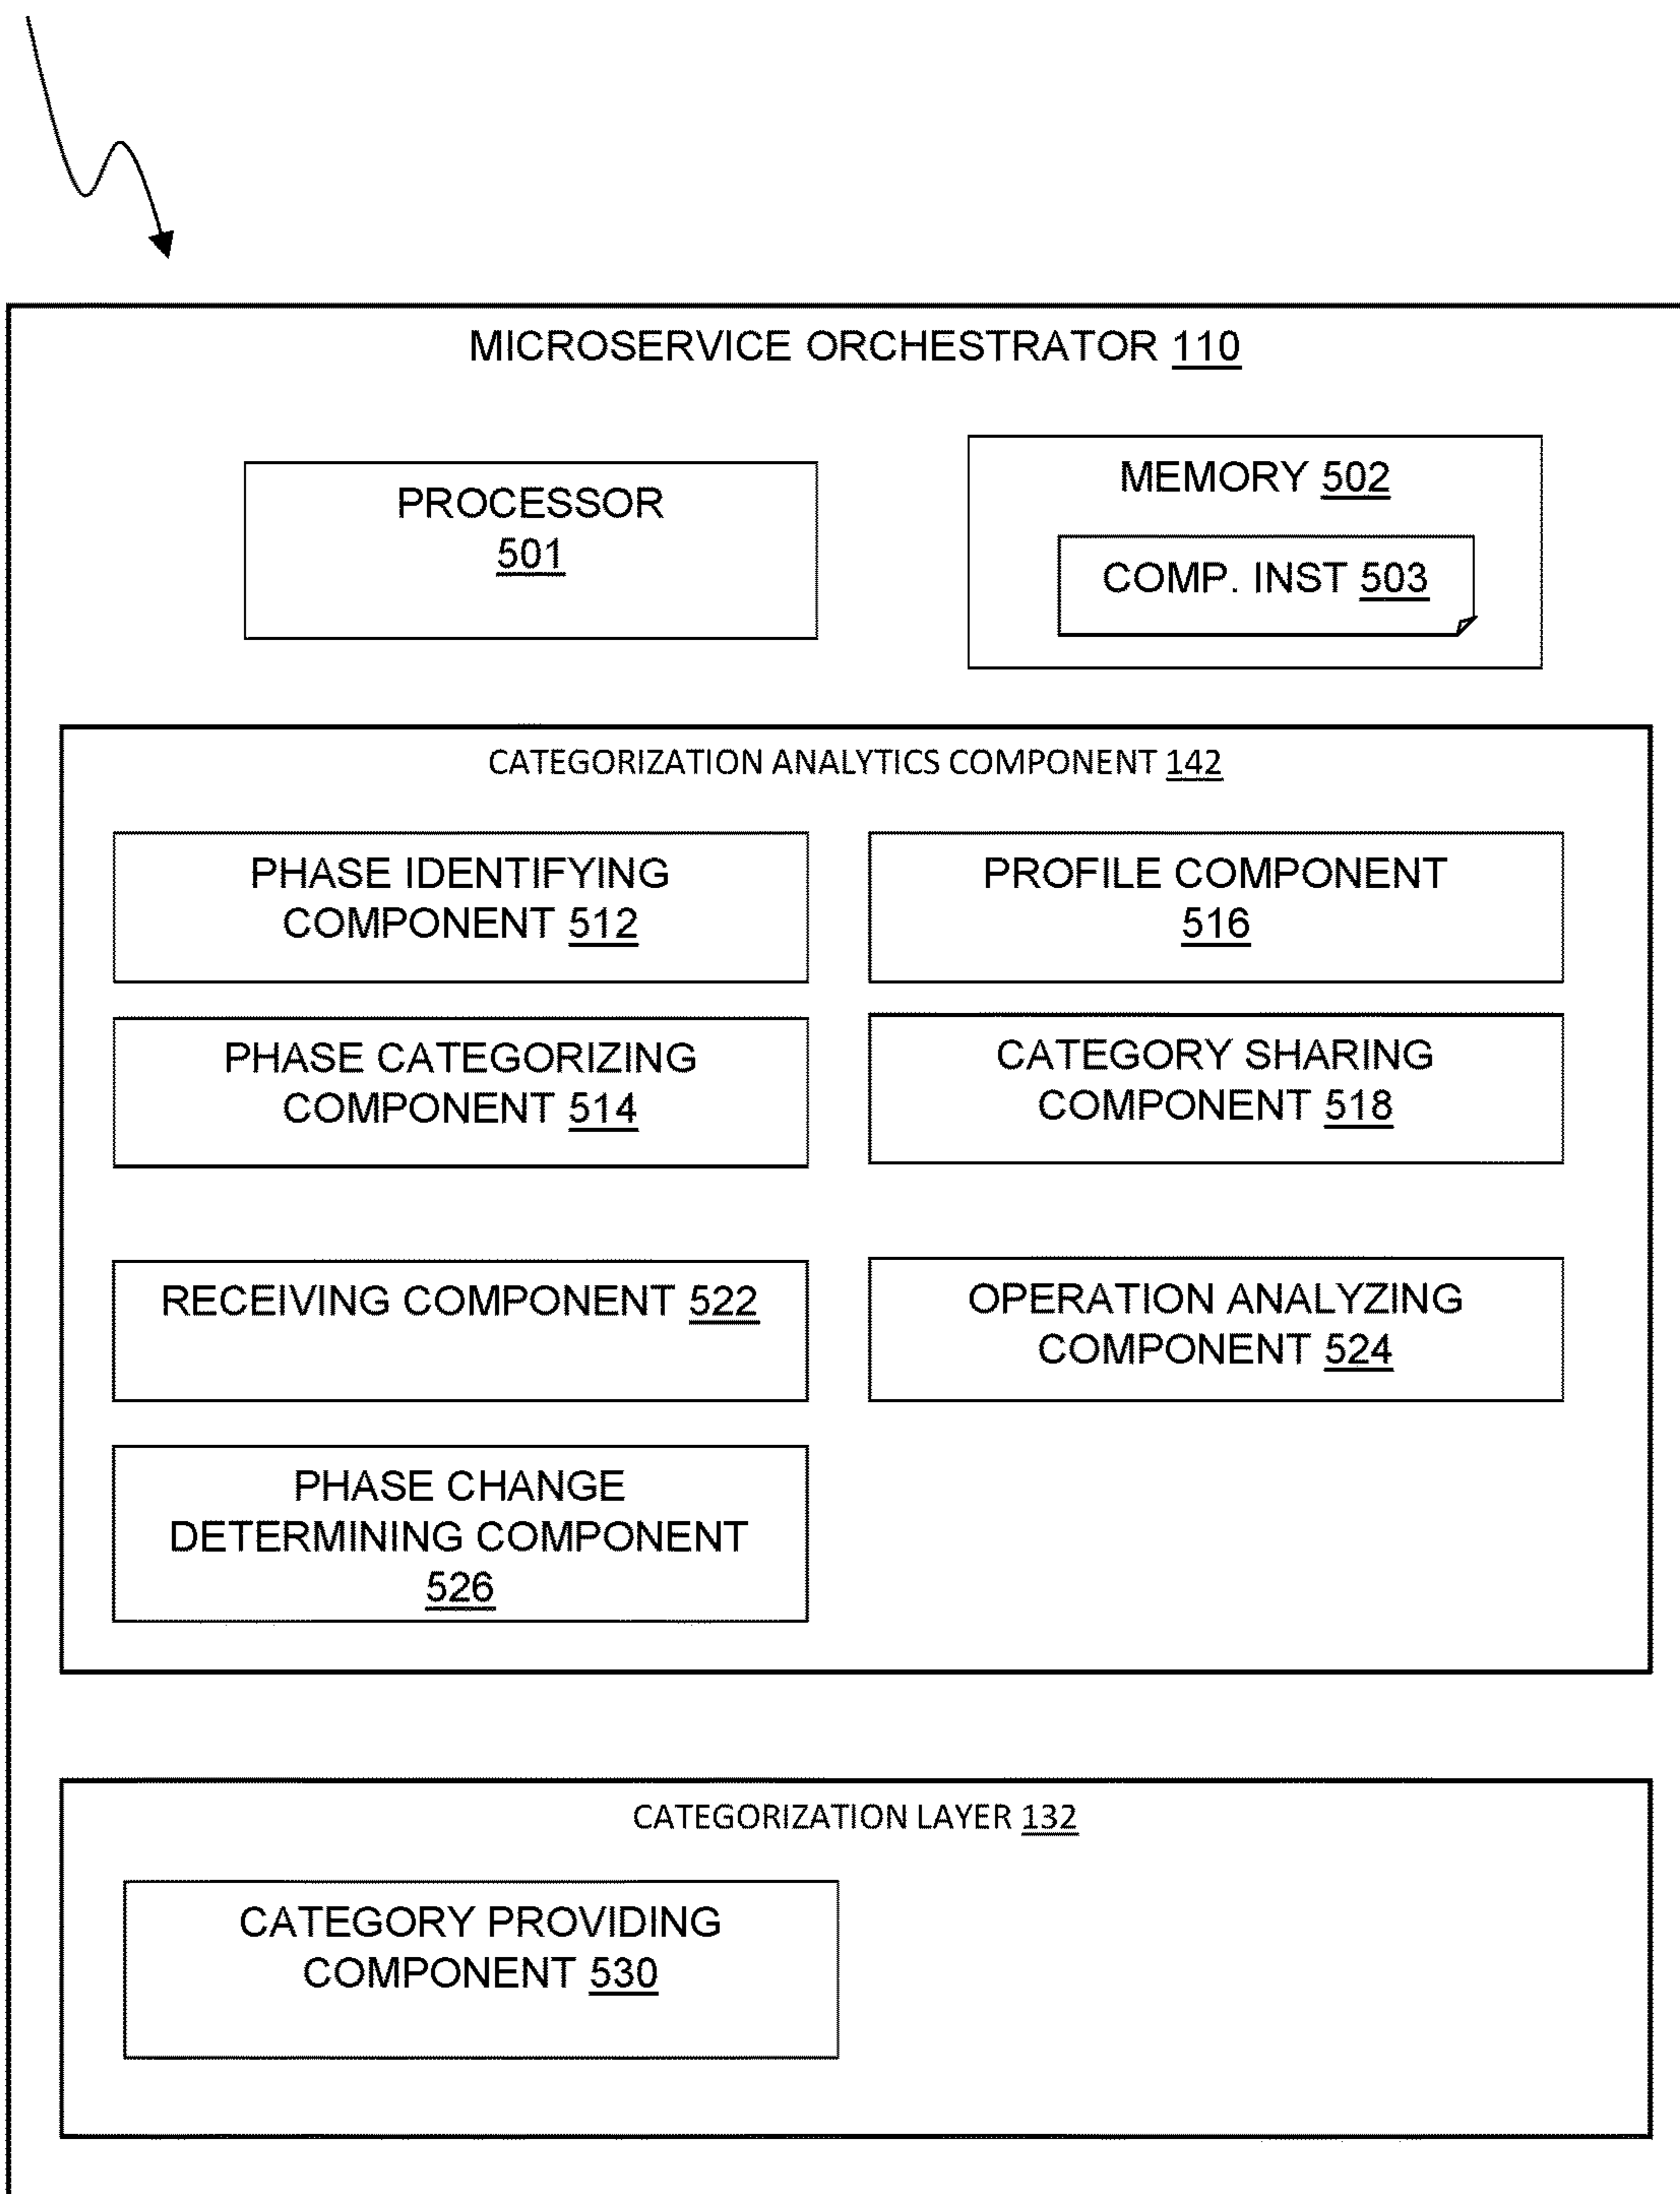 MICROSERVICE ORCHESTRATOR 110
PROCESSOR
501
MEMORY 502
COMP. INST 503
CATEGORIZATION ANALYTICS COMPONENT 142
PHASE IDENTIFYING
COMPONENT 512
PROFILE COMPONENT
516
PHASE CATEGORIZING
COMPONENT 514
CATEGORY SHARING
COMPONENT 518
RECEIVING COMPONENT 522
OPERATION ANALYZING
COMPONENT 524
PHASE CHANGE
DETERMINING COMPONENT
526
CATEGORIZATION LAYER 132
CATEGORY PROVIDING
COMPONENT 530